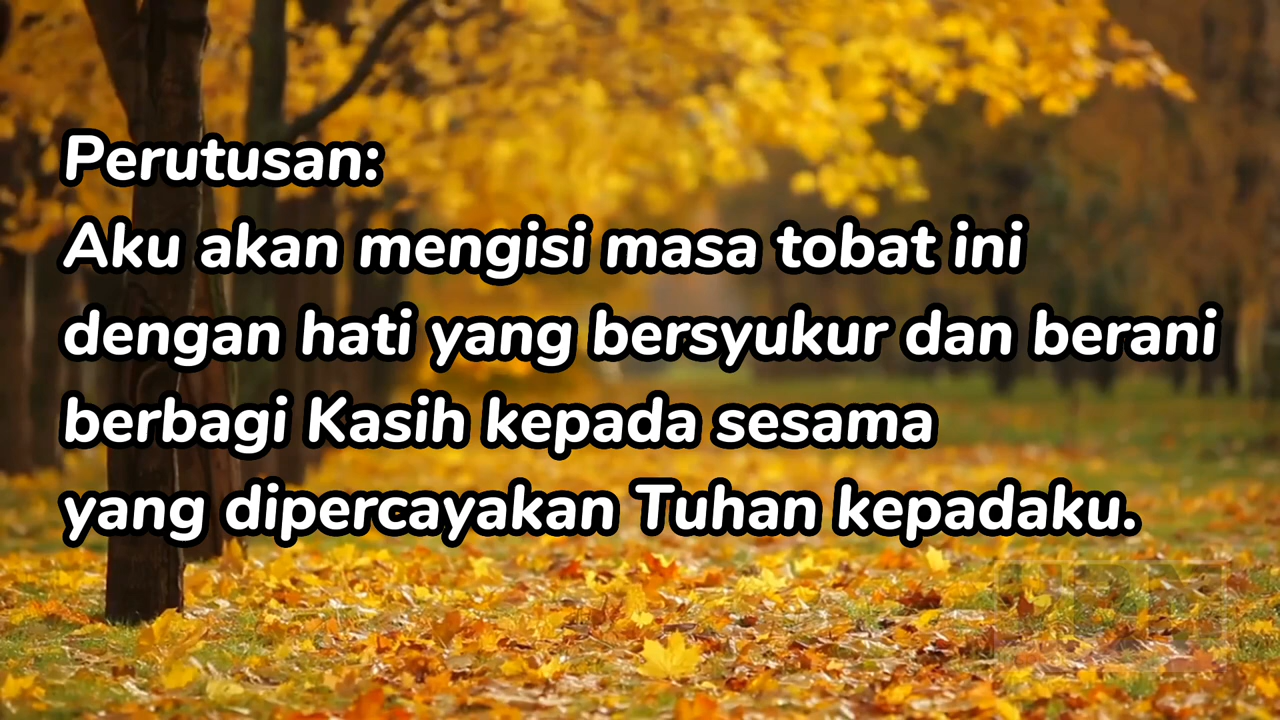 Perutusan:
Aku akan mengisi masa tobat ini
dengan hati yang bersyukur dan berani
berbagi Kasih kepada sesama
yang dipercayakan Tuhan kepadaku.